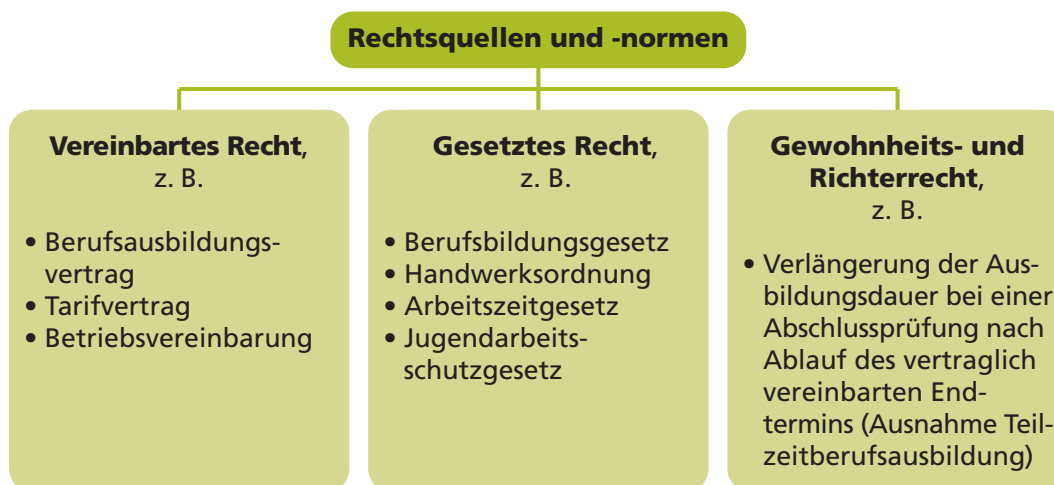 Rechtsquellen und -normen
Vereinbartes Recht,
z. B.
• Berufsausbildungs-
vertrag
• Tarifvertrag
• Betriebsvereinbarung
Gesetztes Recht,
z. B.
• Berufsbildungsgesetz
• Handwerksordnung
• Arbeitszeitgesetz
• Jugendarbeits-
schutzgesetz
Gewohnheits- und
Richterrecht,
z. B.
• Verlängerung der Aus-
bildungsdauer bei einer
Abschlussprüfung nach
Ablauf des vertraglich
vereinbarten End-
termins (Ausnahme Teil-
zeitberufsausbildung)